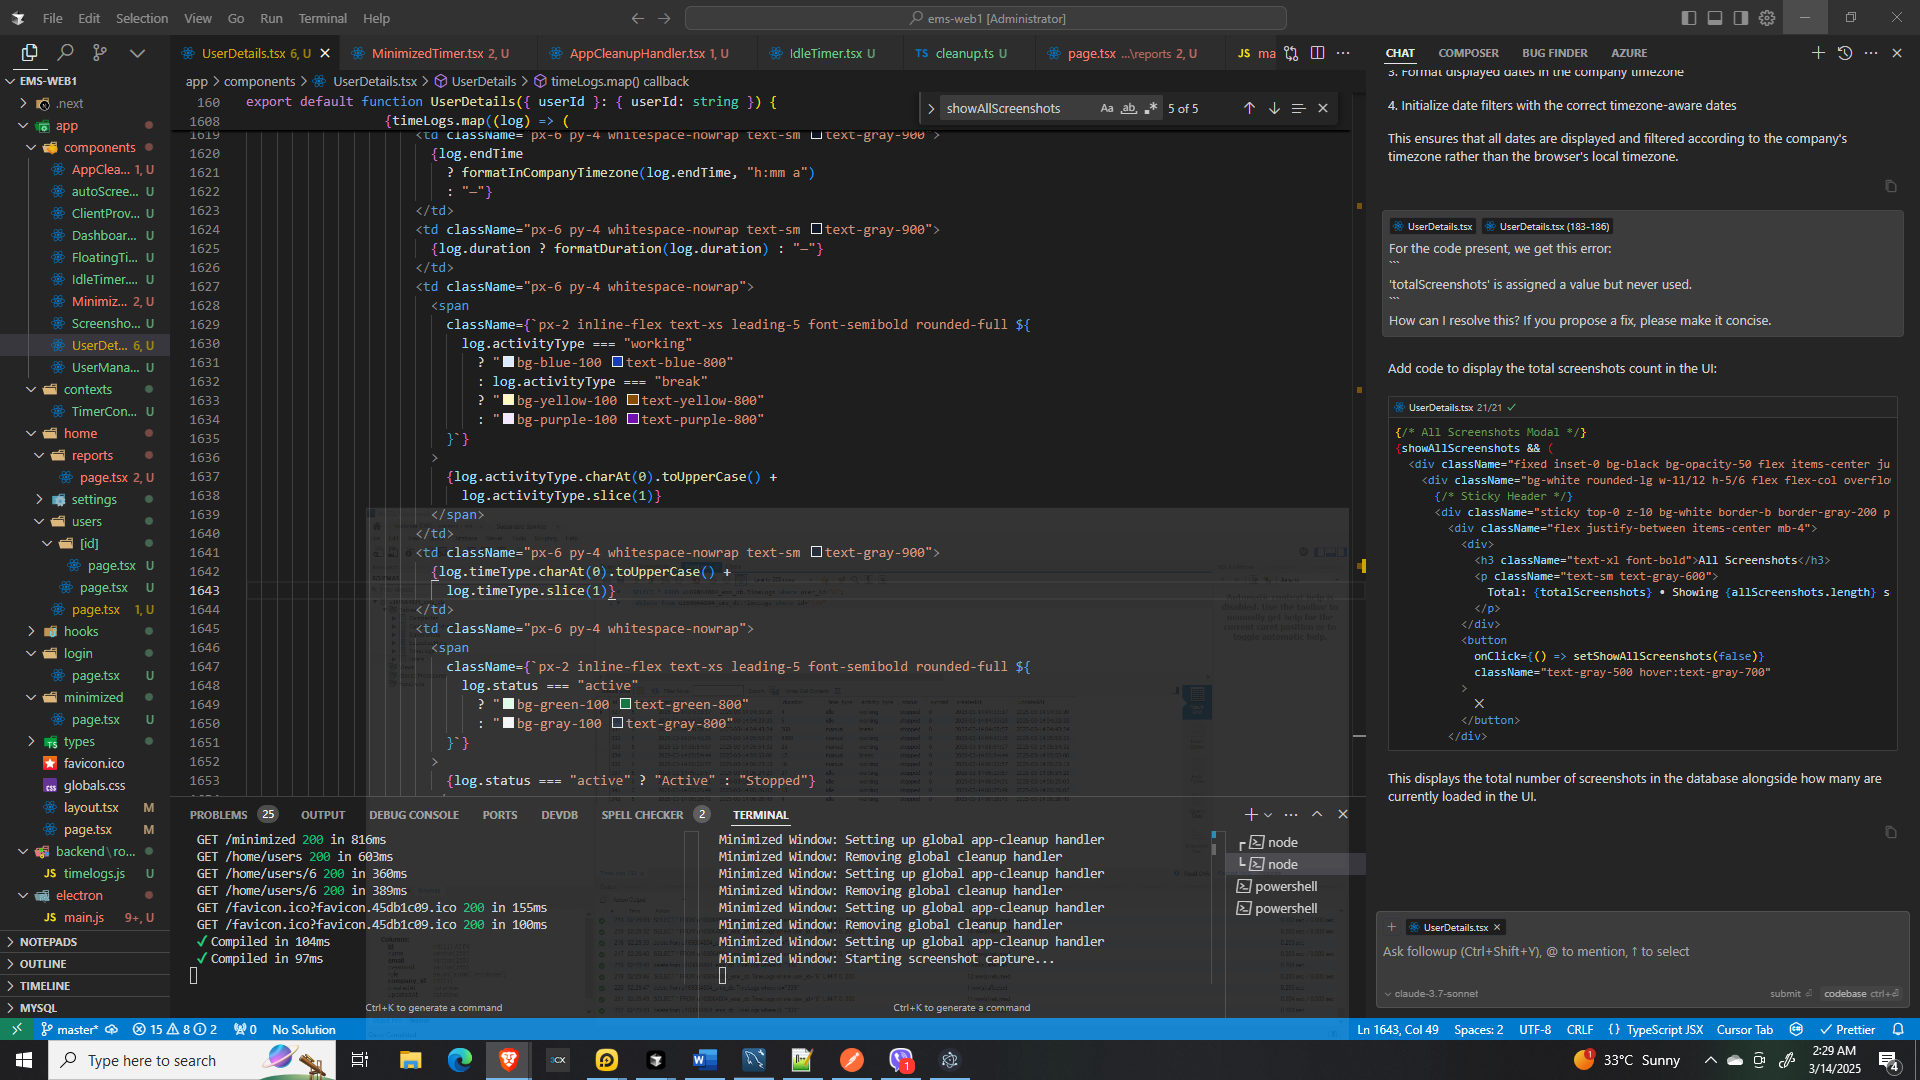 File Edit Selection View Go Run Terminal Help
ems-web1 [Administrator]
UserDetails.tsx 6, U
MinimizedTimer.tsx 2, U
AppCleanupHandler.tsx 1, U
IdleTimer.tsx U
TS cleanup.ts U
page.tsx ...\reports 2, U
JS ma
CHAT COMPOSER BUG FINDER AZURE
EMS-WEB1
.next
app
components
AppClea... 1, U
autoScree... U
ClientProv... U
Dashboar... U
FloatingTi... U
IdleTimer.... U
Minimiz... 2, U
Screensho... U
UserDet... 6, U
UserMana... U
contexts
TimerCon... U
home
reports
page.tsx 2, U
settings
users
[id]
page.tsx U
page.tsx U
page.tsx 1, U
hooks
login
page.tsx U
minimized
page.tsx U
types
favicon.ico
globals.css
layout.tsx M
page.tsx M
backend\ro...
JS timelogs.js U
electron
JS main.js 9+, U
NOTEPADS
OUTLINE
TIMELINE
MYSQL
app > components > UserDetails.tsx > UserDetails > timeLogs.map() callback
showAllScreenshots Aa ab 5 of 5
160 export default function UserDetails({ userId }: { userId: string }) {
1608 {timeLogs.map((log) => (
1619 <td className="px-6 py-4 whitespace-nowrap text-sm text-gray-900">
1620 {log.endTime
1621 ? formatInCompanyTimezone(log.endTime, "h:mm a")
1622 : "—"}
1623 </td>
1624 <td className="px-6 py-4 whitespace-nowrap text-sm text-gray-900">
1625 {log.duration ? formatDuration(log.duration) : "—"}
1626 </td>
1627 <td className="px-6 py-4 whitespace-nowrap">
1628 <span
1629 className={`px-2 inline-flex text-xs leading-5 font-semibold rounded-full ${
1630 log.activityType === "working"
1631 ? "bg-blue-100 text-blue-800"
1632 : log.activityType === "break"
1633 ? "bg-yellow-100 text-yellow-800"
1634 : "bg-purple-100 text-purple-800"
1635 }`}
1636 >
1637 {log.activityType.charAt(0).toUpperCase() +
1638 log.activityType.slice(1)}
1639 </span>
1640 </td>
1641 <td className="px-6 py-4 whitespace-nowrap text-sm text-gray-900">
1642 {log.timeType.charAt(0).toUpperCase() +
1643 log.timeType.slice(1)}
1644 </td>
1645 <td className="px-6 py-4 whitespace-nowrap">
1646 <span
1647 className={`px-2 inline-flex text-xs leading-5 font-semibold rounded-full ${
1648 log.status === "active"
1649 ? "bg-green-100 text-green-800"
1650 : "bg-gray-100 text-gray-800"
1651 }`}
1652 >
1653 {log.status === "active" ? "Active" : "Stopped"}
PROBLEMS 25 OUTPUT DEBUG CONSOLE PORTS DEVDB SPELL CHECKER 2 TERMINAL
GET /minimized 200 in 816ms
GET /home/users 200 in 603ms
GET /home/users/6 200 in 360ms
GET /home/users/6 200 in 389ms
GET /favicon.ico?favicon.45db1c09.ico 200 in 155ms
GET /favicon.ico?favicon.45db1c09.ico 200 in 100ms
✓ Compiled in 104ms
✓ Compiled in 97ms
Ctrl+K to generate a command
Minimized Window: Setting up global app-cleanup handler
Minimized Window: Removing global cleanup handler
Minimized Window: Setting up global app-cleanup handler
Minimized Window: Removing global cleanup handler
Minimized Window: Setting up global app-cleanup handler
Minimized Window: Removing global cleanup handler
Minimized Window: Setting up global app-cleanup handler
Minimized Window: Starting screenshot capture...
Ctrl+K to generate a command
node
node
powershell
powershell
3. Format displayed dates in the company timezone
4. Initialize date filters with the correct timezone-aware dates
This ensures that all dates are displayed and filtered according to the company's
timezone rather than the browser's local timezone.
UserDetails.tsx UserDetails.tsx (183-186)
For the code present, we get this error:
```
'totalScreenshots' is assigned a value but never used.
```
How can I resolve this? If you propose a fix, please make it concise.
Add code to display the total screenshots count in the UI:
UserDetails.tsx 21/21 ✓
{/* All Screenshots Modal */}
{showAllScreenshots && (
<div className="fixed inset-0 bg-black bg-opacity-50 flex items-center ju
<div className="bg-white rounded-lg w-11/12 h-5/6 flex flex-col overflow
{/* Sticky Header */}
<div className="sticky top-0 z-10 bg-white border-b border-gray-200 p
<div className="flex justify-between items-center mb-4">
<div>
<h3 className="text-xl font-bold">All Screenshots</h3>
<p className="text-sm text-gray-600">
Total: {totalScreenshots} • Showing {allScreenshots.length} s
</p>
</div>
<button
onClick={() => setShowAllScreenshots(false)}
className="text-gray-500 hover:text-gray-700"
>
✕
</button>
</div>
This displays the total number of screenshots in the database alongside how many are
currently loaded in the UI.
UserDetails.tsx
Ask followup (Ctrl+Shift+Y), @ to mention, ↑ to select
claude-3.7-sonnet
submit codebase ctrl+⏎
master* 15 8 2 0 No Solution
Ln 1643, Col 49 Spaces: 2 UTF-8 CRLF {} TypeScript JSX Cursor Tab ✓ Prettier
Type here to search
33°C Sunny
2:29 AM
3/14/2025
4